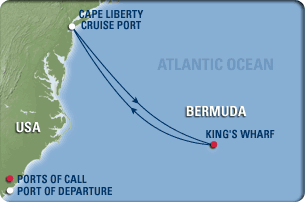 CAPE LIBERTY
CRUISE PORT
ATLANTIC OCEAN
BERMUDA
USA
KING'S WHARF
PORTS OF CALL
PORT OF DEPARTURE